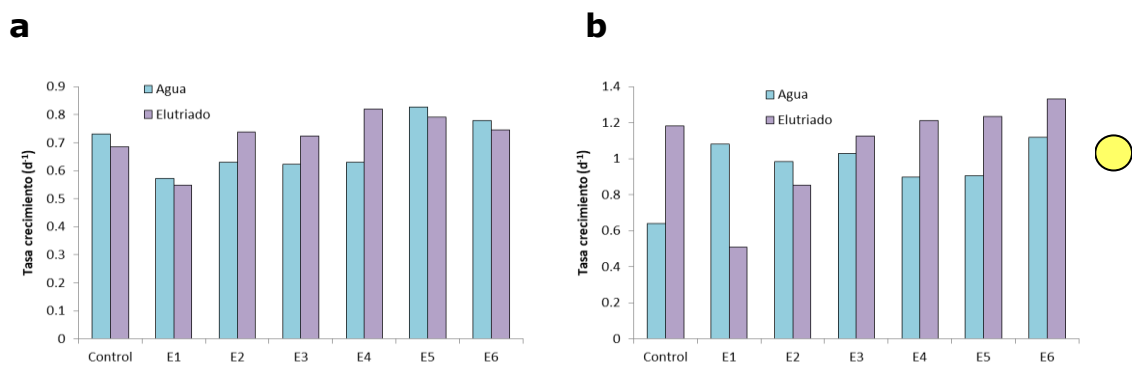 a
Tasa crecimiento (d⁻¹)
0.9
0.8
0.7
0.6
0.5
0.4
0.3
0.2
0.1
0
Agua
Elutriado
Control E1 E2 E3 E4 E5 E6
b
Tasa crecimiento (d⁻¹)
1.4
1.2
1
0.8
0.6
0.4
0.2
0
Agua
Elutriado
Control E1 E2 E3 E4 E5 E6